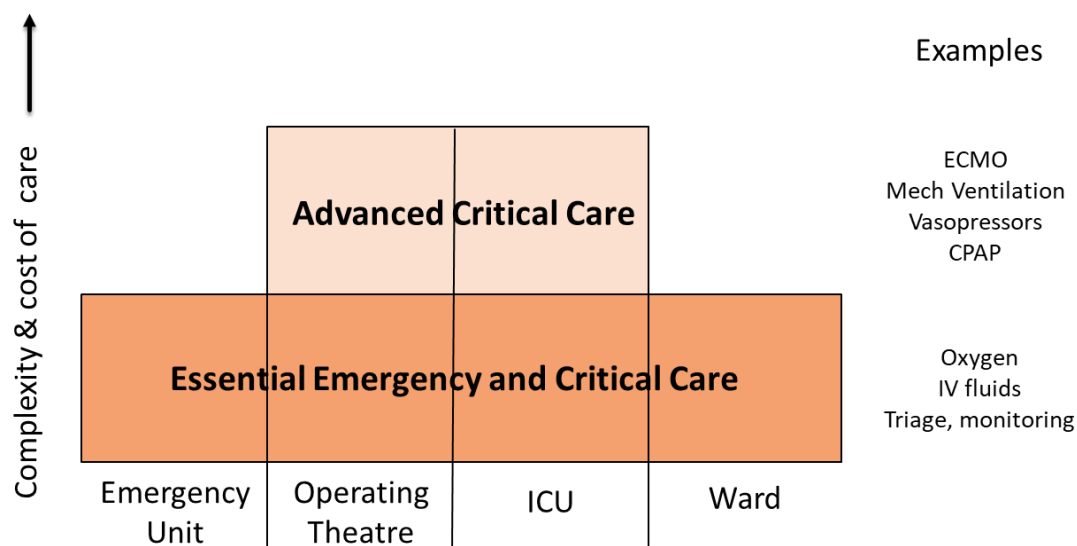 Examples
Complexity & cost of care
Advanced Critical Care
ECMO
Mech Ventilation
Vasopressors
CPAP
Essential Emergency and Critical Care
Oxygen
IV fluids
Triage, monitoring
Emergency
Unit
Operating
Theatre
ICU
Ward